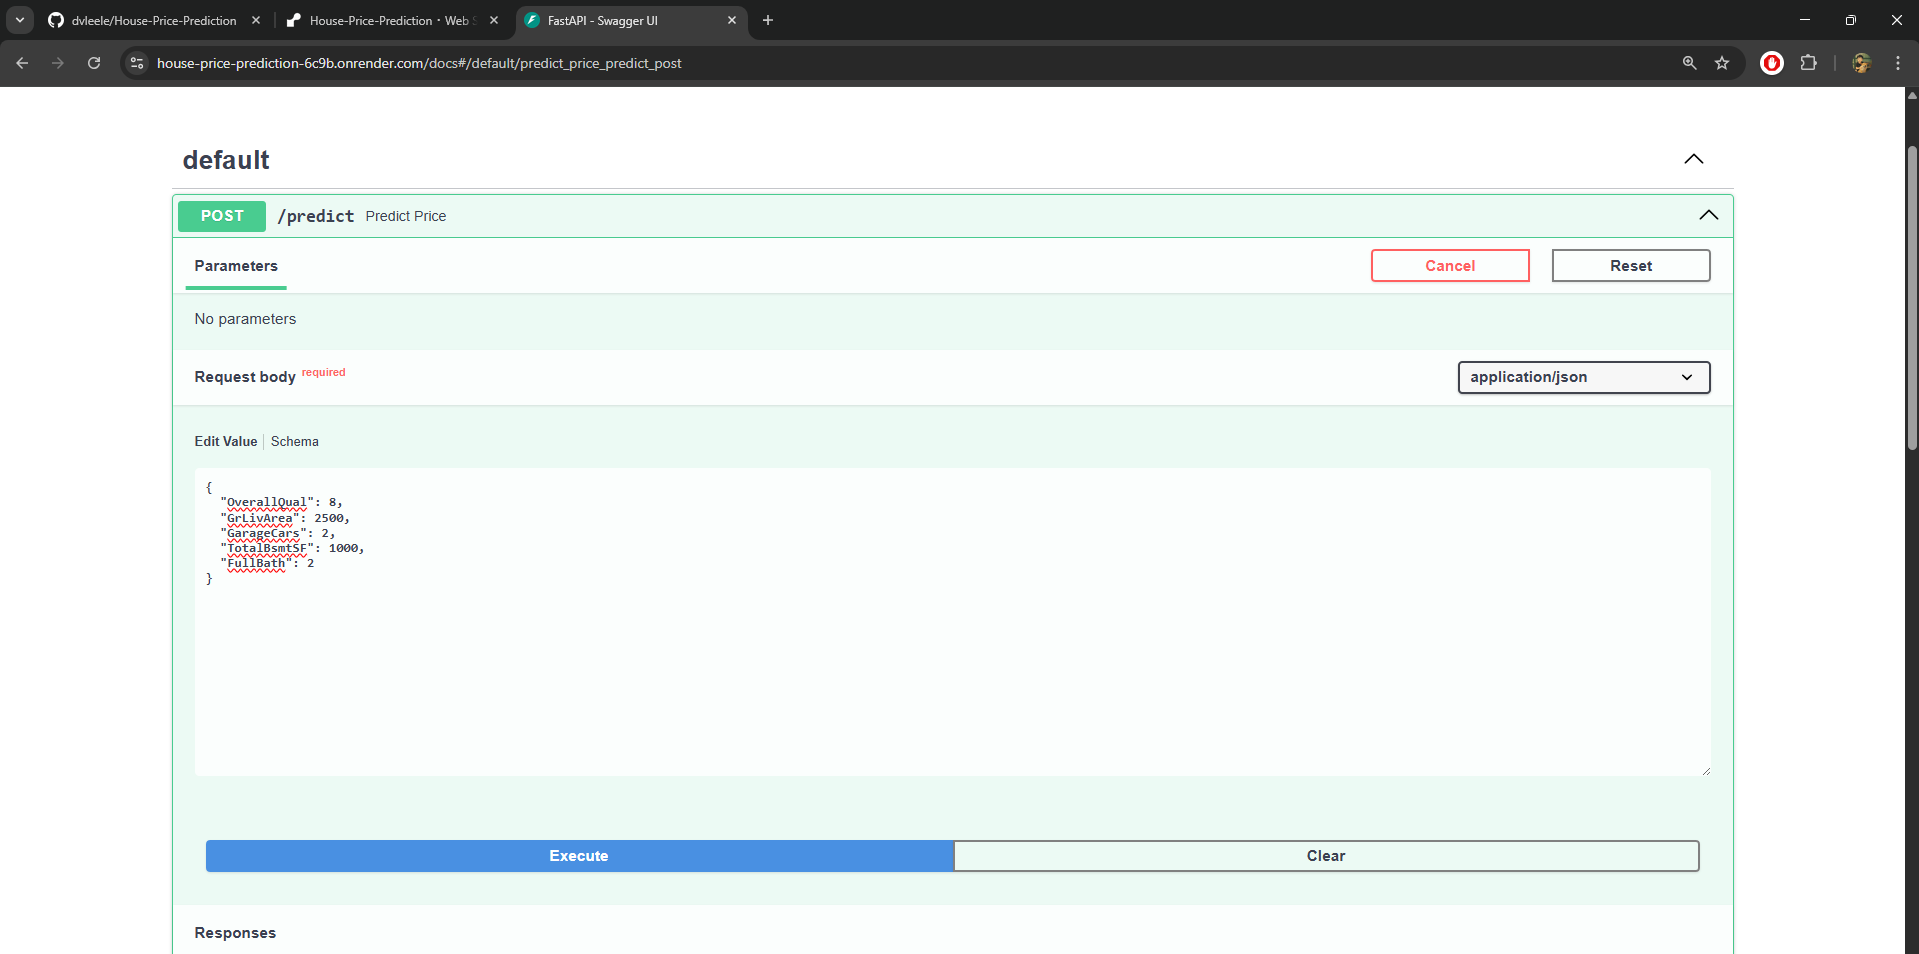 dvleele/House-Price-Prediction
House-Price-Prediction · Web S
FastAPI - Swagger UI
house-price-prediction-6c9b.onrender.com/docs#/default/predict_price_predict_post
default
POST /predict Predict Price
Parameters
Cancel
Reset
No parameters
Request body required
application/json
Edit Value
Schema
{
"OverallQual": 8,
"GrLivArea": 2500,
"GarageCars": 2,
"TotalBsmtSF": 1000,
"FullBath": 2
}
Execute
Clear
Responses